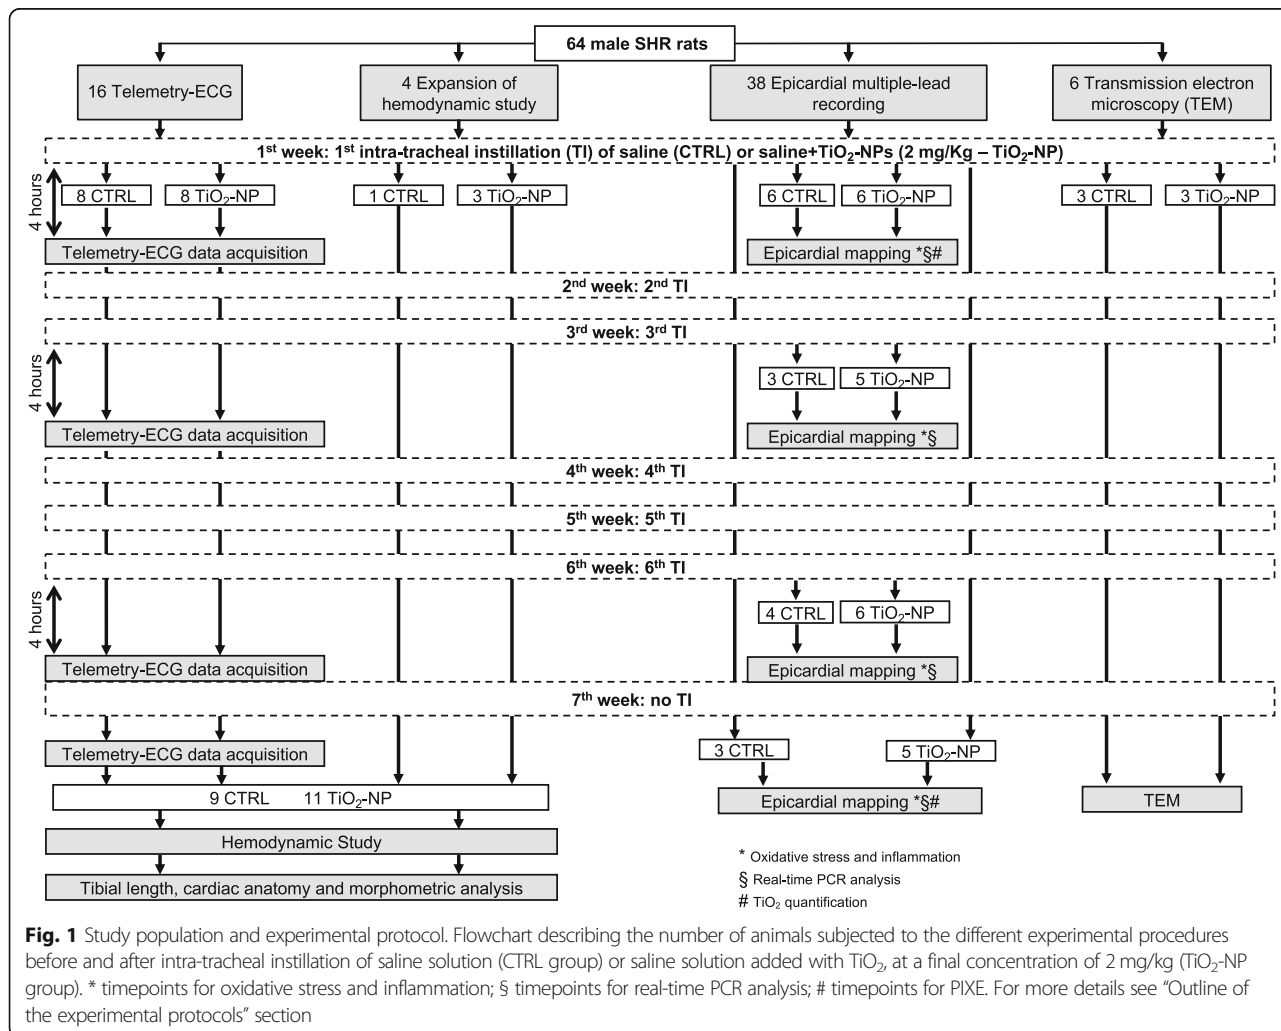 64 male SHR rats
16 Telemetry-ECG
4 Expansion of
hemodynamic study
38 Epicardial multiple-lead
recording
6 Transmission electron
microscopy (TEM)
1st week: 1st intra-tracheal instillation (TI) of saline (CTRL) or saline+TiO2-NPs (2 mg/Kg – TiO2-NP)
4 hours
8 CTRL
8 TiO2-NP
1 CTRL
3 TiO2-NP
6 CTRL
6 TiO2-NP
3 CTRL
3 TiO2-NP
Telemetry-ECG data acquisition
Epicardial mapping *§#
2nd week: 2nd TI
3rd week: 3rd TI
4 hours
3 CTRL
5 TiO2-NP
Telemetry-ECG data acquisition
Epicardial mapping *§
4th week: 4th TI
5th week: 5th TI
6th week: 6th TI
4 hours
4 CTRL
6 TiO2-NP
Telemetry-ECG data acquisition
Epicardial mapping *§
7th week: no TI
Telemetry-ECG data acquisition
3 CTRL
5 TiO2-NP
9 CTRL 11 TiO2-NP
Epicardial mapping *§#
TEM
Hemodynamic Study
Tibial length, cardiac anatomy and morphometric analysis
* Oxidative stress and inflammation
§ Real-time PCR analysis
# TiO2 quantification
Fig. 1 Study population and experimental protocol. Flowchart describing the number of animals subjected to the different experimental procedures
before and after intra-tracheal instillation of saline solution (CTRL group) or saline solution added with TiO2, at a final concentration of 2 mg/kg (TiO2-NP
group). * timepoints for oxidative stress and inflammation; § timepoints for real-time PCR analysis; # timepoints for PIXE. For more details see “Outline of
the experimental protocols” section